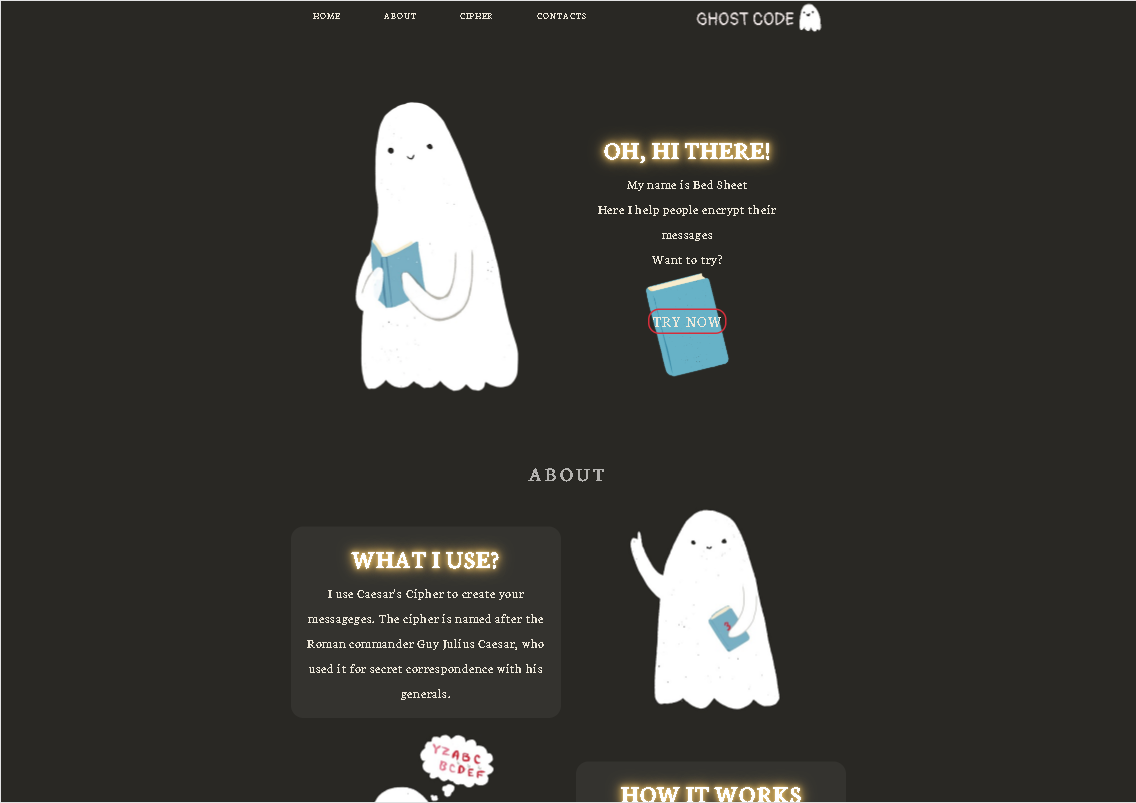 HOME ABOUT CIPHER CONTACTS GHOST CODE
OH, HI THERE!
My name is Bed Sheet
Here I help people encrypt their
messages
Want to try?
TRY NOW
ABOUT
WHAT I USE?
I use Caesar's Cipher to create your
messageges. The cipher is named after the
Roman commander Guy Julius Caesar, who
used it for secret correspondence with his
generals.
YZABC
BCDEF
HOW IT WORKS